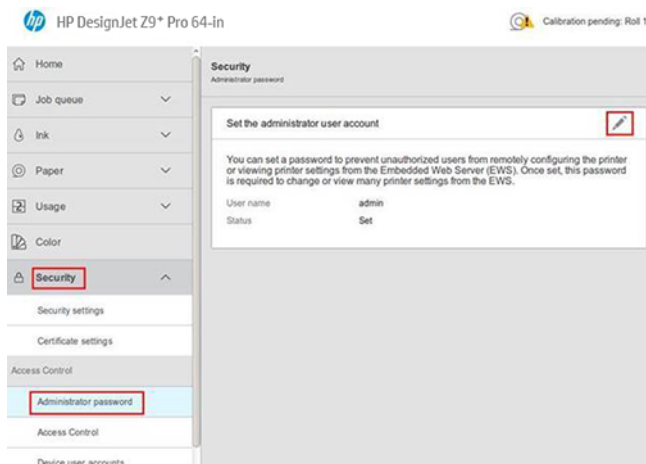 hp HP DesignJet Z9+ Pro 64-in
Calibration pending: Roll 1
Home
Job queue
Ink
Paper
Usage
Color
Security
Security settings
Certificate settings
Access Control
Administrator password
Access Control
Device user accounts
Security
Administrator password
Set the administrator user account
You can set a password to prevent unauthorized users from remotely configuring the printer
or viewing printer settings from the Embedded Web Server (EWS). Once set, this password
is required to change or view many printer settings from the EWS.
User name admin
Status Set